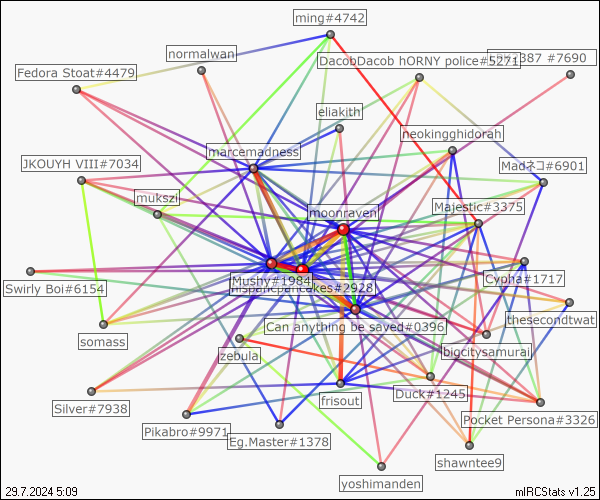 ming#4742
normalwan
DacobDacob hORNY police#5271
#7690
Fedora Stoat#4479
eliakith
neokingghidorah
marcemadness
JKOUYH VIII#7034
Madネコ#6901
mukszi
moonraven
Majestic#3375
Mushy#1984
cakes#2928
Cypha#1717
Swirly Boi#6154
thesecondtwat
Can anything be saved#0396
somass
zebula
bigcitysamurai
frisout
Duck#1245
Silver#7938
Pocket Persona#3326
Pikabro#9971
Eg.Master#1378
shawntee9
yoshimanden
29.7.2024 5:09
mIRCStats v1.25